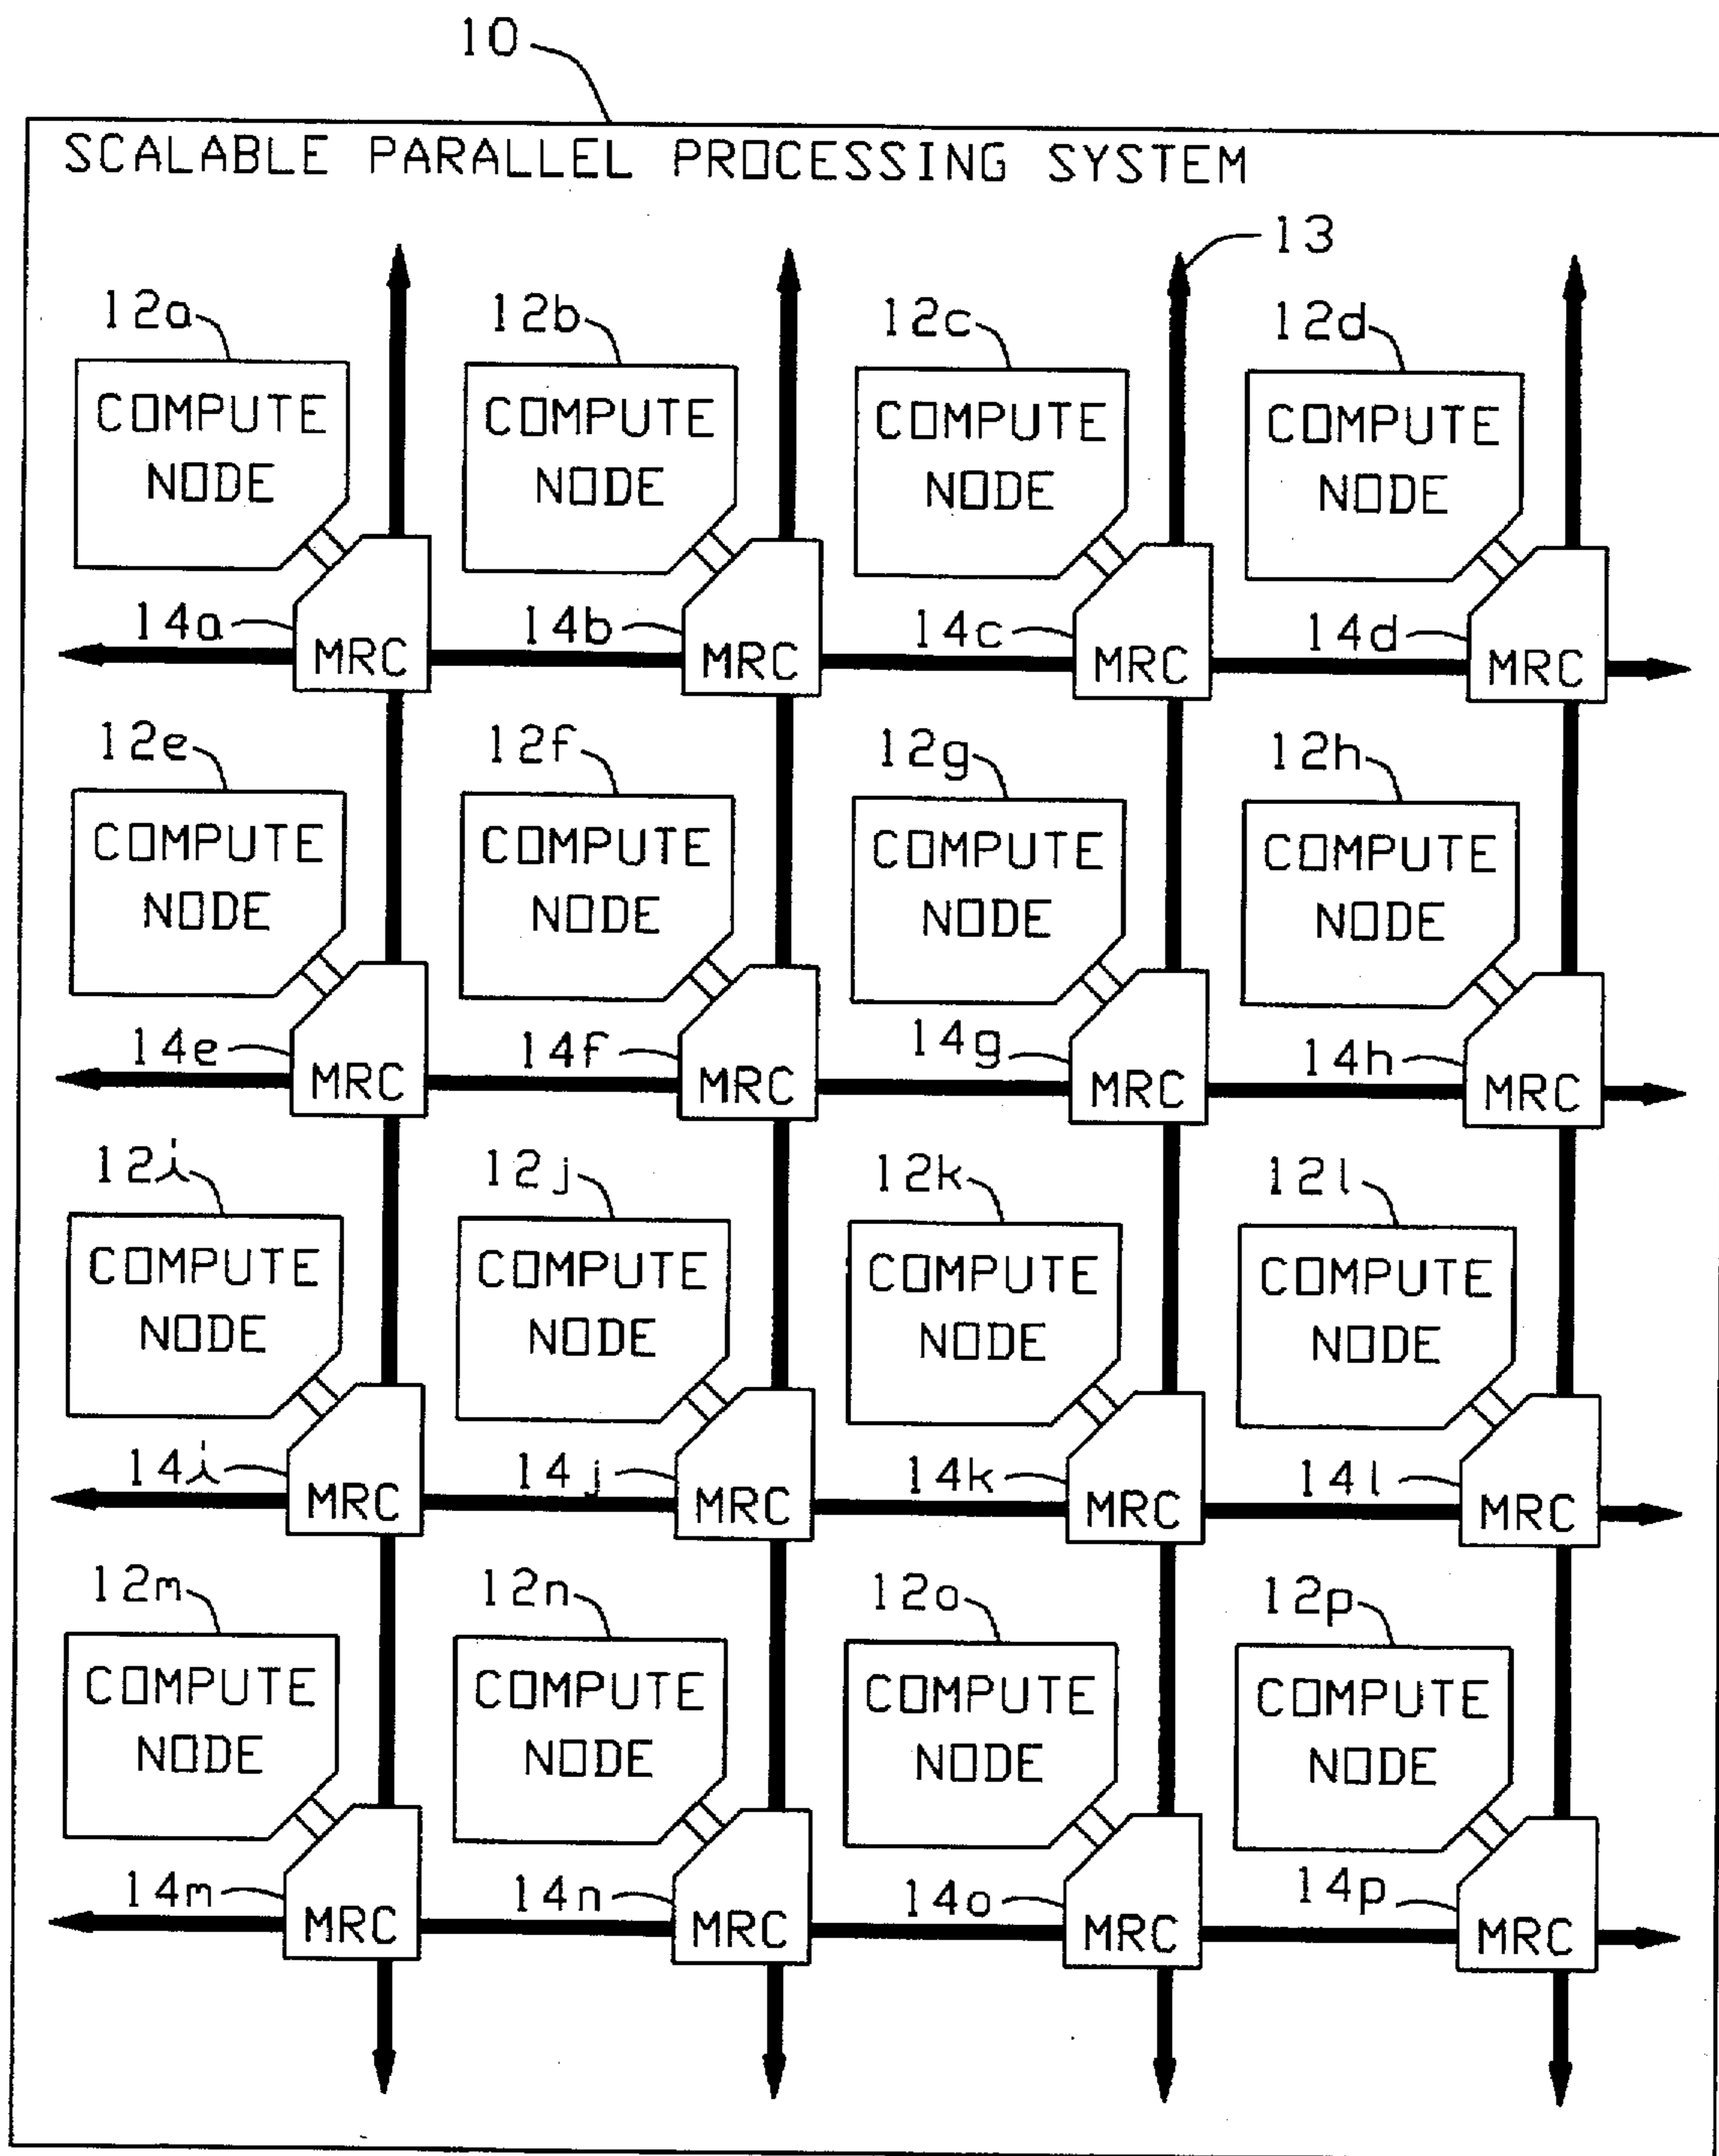 10
SCALABLE PARALLEL PROCESSING SYSTEM
13
12a 12b 12c 12d
COMPUTE NODE COMPUTE NODE COMPUTE NODE COMPUTE NODE
14a 14b 14c 14d
MRC MRC MRC MRC
12e 12f 12g 12h
COMPUTE NODE COMPUTE NODE COMPUTE NODE COMPUTE NODE
14e 14f 14g 14h
MRC MRC MRC MRC
12i 12j 12k 12l
COMPUTE NODE COMPUTE NODE COMPUTE NODE COMPUTE NODE
14i 14j 14k 14l
MRC MRC MRC MRC
12m 12n 12o 12p
COMPUTE NODE COMPUTE NODE COMPUTE NODE COMPUTE NODE
14m 14n 14o 14p
MRC MRC MRC MRC